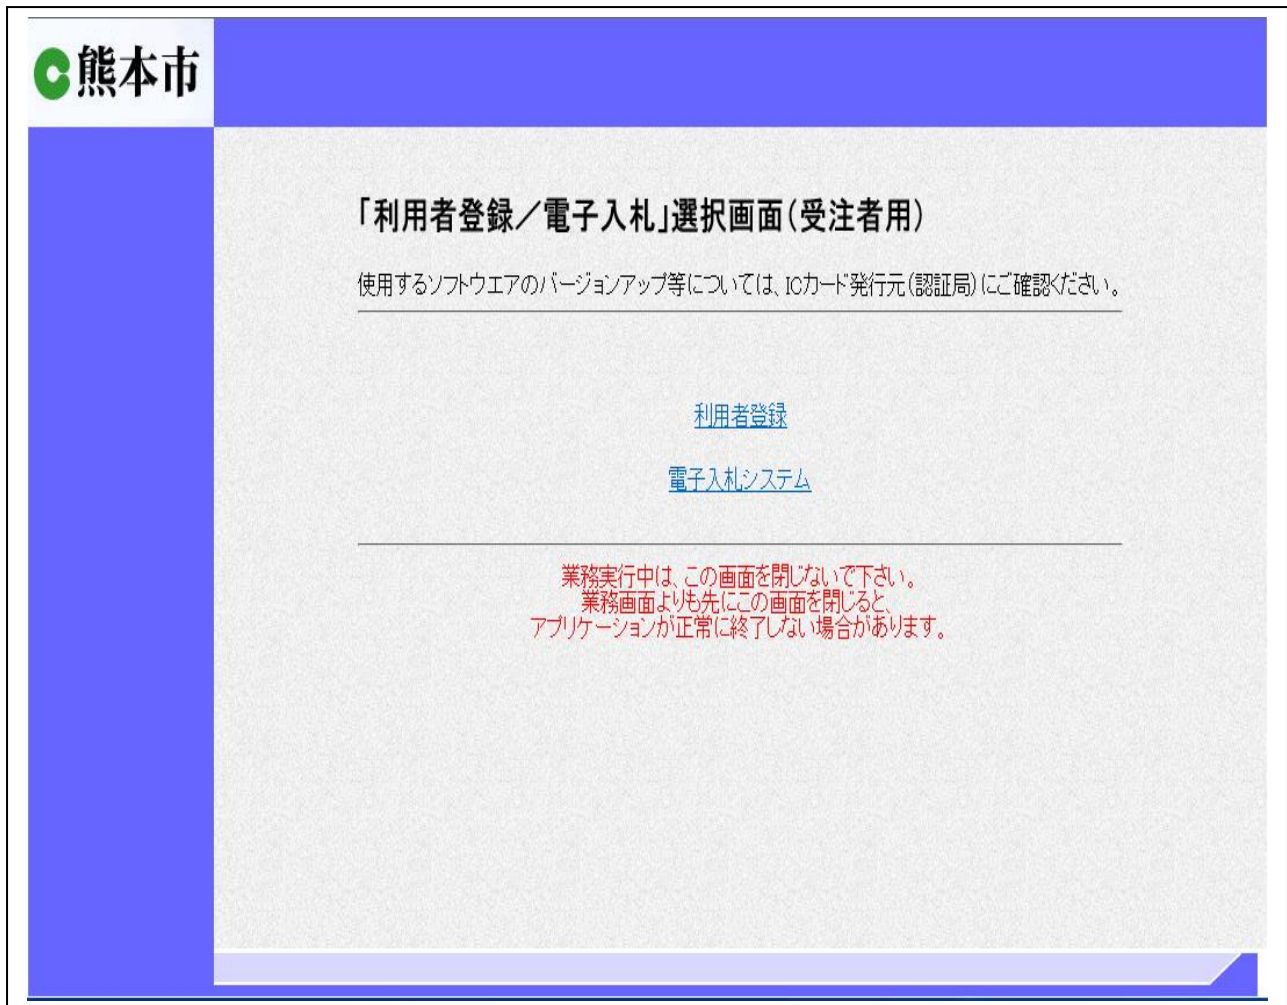 熊本市
「利用者登録／電子入札」選択画面(受注者用)
使用するソフトウエアのバージョンアップ等については、ICカード発行元(認証局)にご確認ください。
利用者登録
電子入札システム
業務実行中は、この画面を閉じないで下さい。
業務画面よりも先にこの画面を閉じると、
アプリケーションが正常に終了しない場合があります。